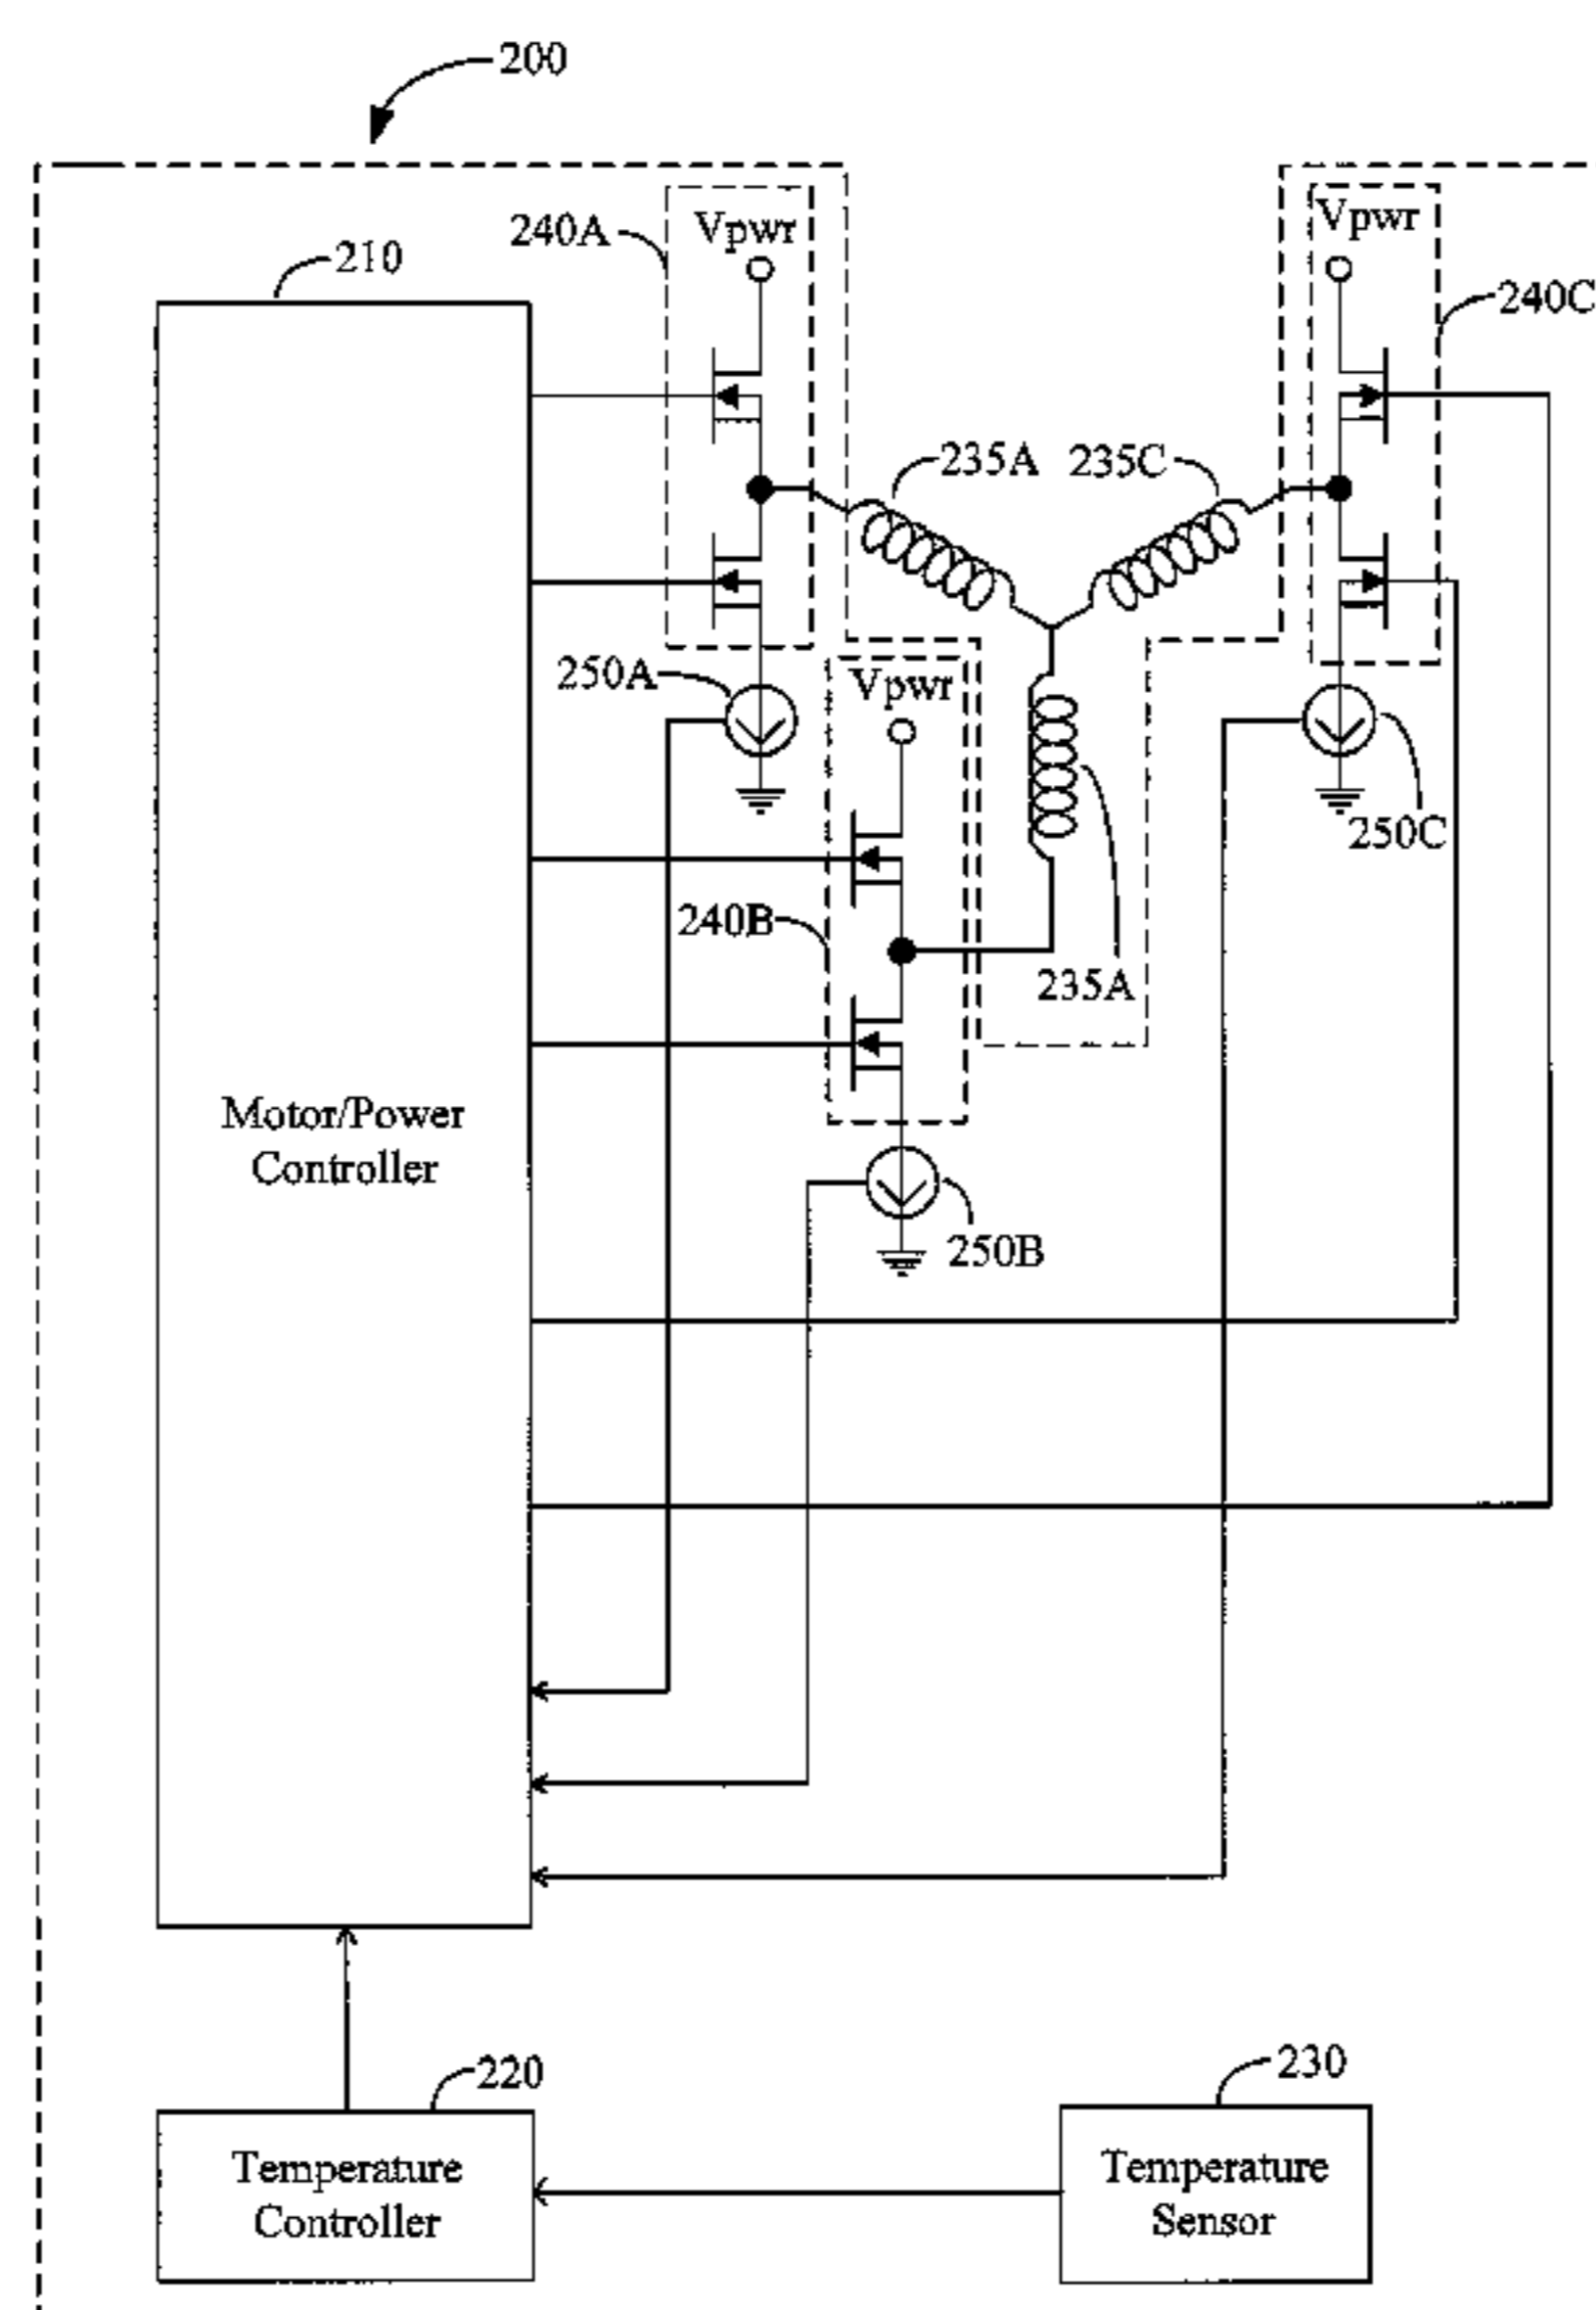 200
240A
Vpwr
Vpwr
210
240C
235A
235C
250A
Vpwr
250C
240B
235A
Motor/Power
Controller
250B
220
230
Temperature
Controller
Temperature
Sensor